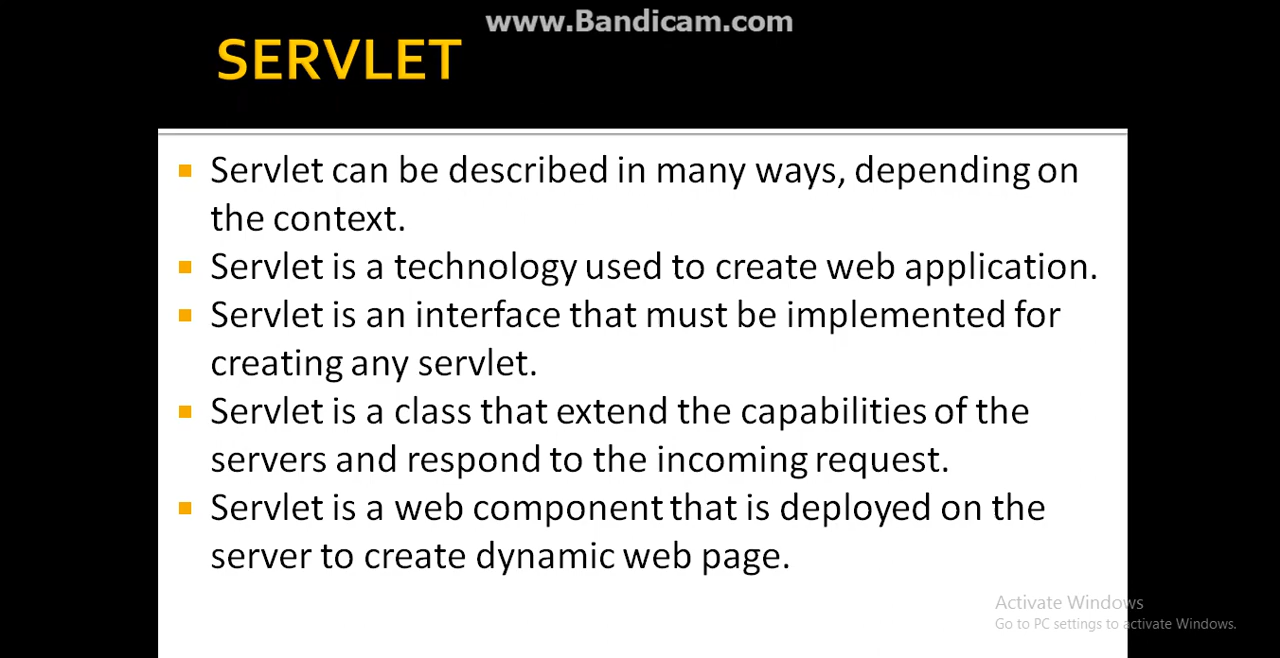 www.Bandicam.com
SERVLET
Servlet can be described in many ways, depending on
the context.
Servlet is a technology used to create web application.
Servlet is an interface that must be implemented for
creating any servlet.
Servlet is a class that extend the capabilities of the
servers and respond to the incoming request.
Servlet is a web component that is deployed on the
server to create dynamic web page.
Activate Windows
Go to PC settings to activate Windows.